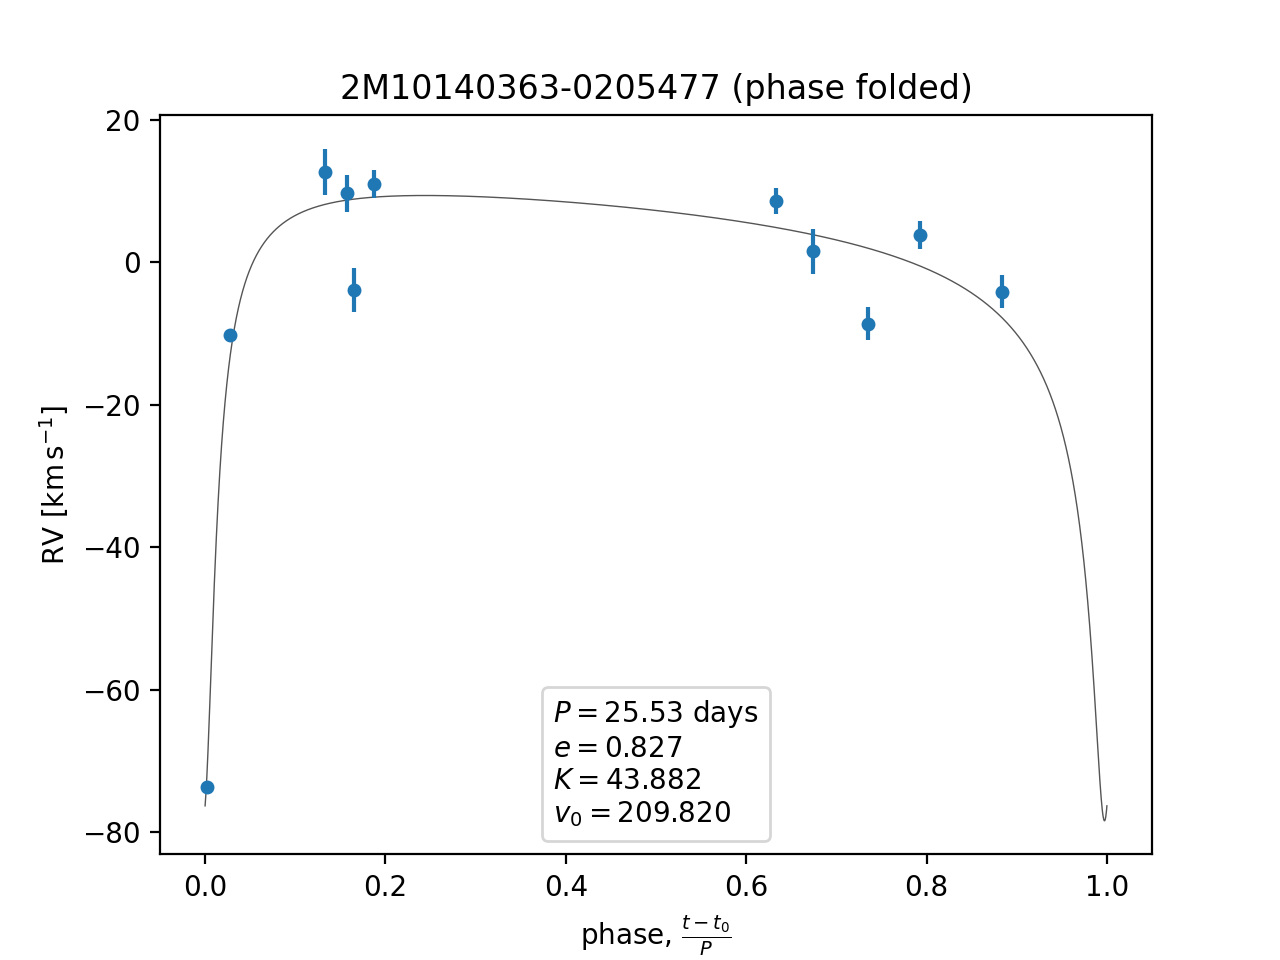 2M10140363-0205477 (phase folded)
20
0
−20
−40
−60
−80
RV [km s⁻¹]
P = 25.53 days
e = 0.827
K = 43.882
v₀ = 209.820
0.0 0.2 0.4 0.6 0.8 1.0
phase, (t − t₀)/P